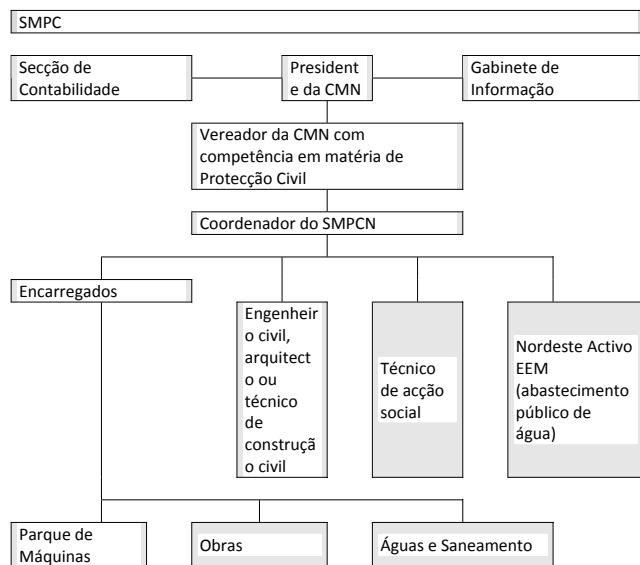 SMPC
Secção de
Contabilidade
President
e da CMN
Gabinete de
Informação
Vereador da CMN com
competência em matéria de
Protecção Civil
Coordenador do SMPCN
Encarregados
Engenheir
o civil,
arquitect
o ou
técnico
de
construçã
o civil
Técnico
de acção
social
Nordeste Activo
EEM
(abastecimento
público de
água)
Parque de
Máquinas
Obras
Águas e Saneamento